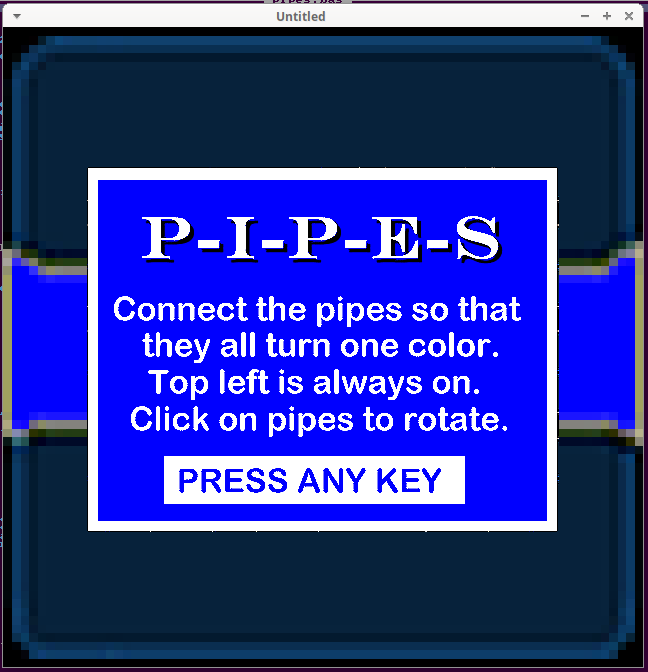 Untitled
P-I-P-E-S
Connect the pipes so that
they all turn one color.
Top left is always on.
Click on pipes to rotate.
PRESS ANY KEY